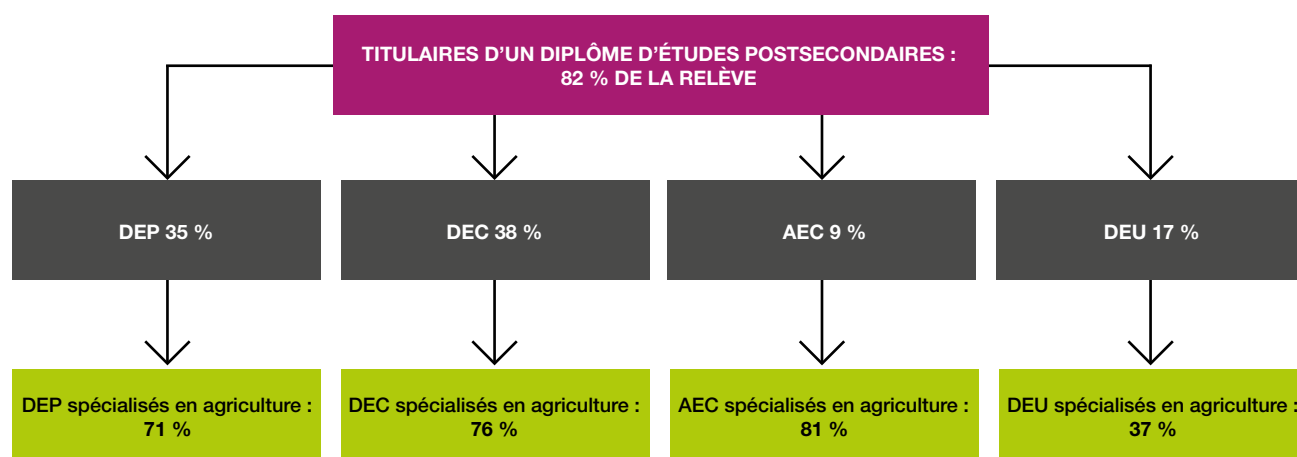 TITULAIRES D'UN DIPLÔME D'ÉTUDES POSTSECONDAIRES :
82 % DE LA RELÈVE
DEP 35 %
DEC 38 %
AEC 9 %
DEU 17 %
DEP spécialisés en agriculture :
71 %
DEC spécialisés en agriculture :
76 %
AEC spécialisés en agriculture :
81 %
DEU spécialisés en agriculture :
37 %